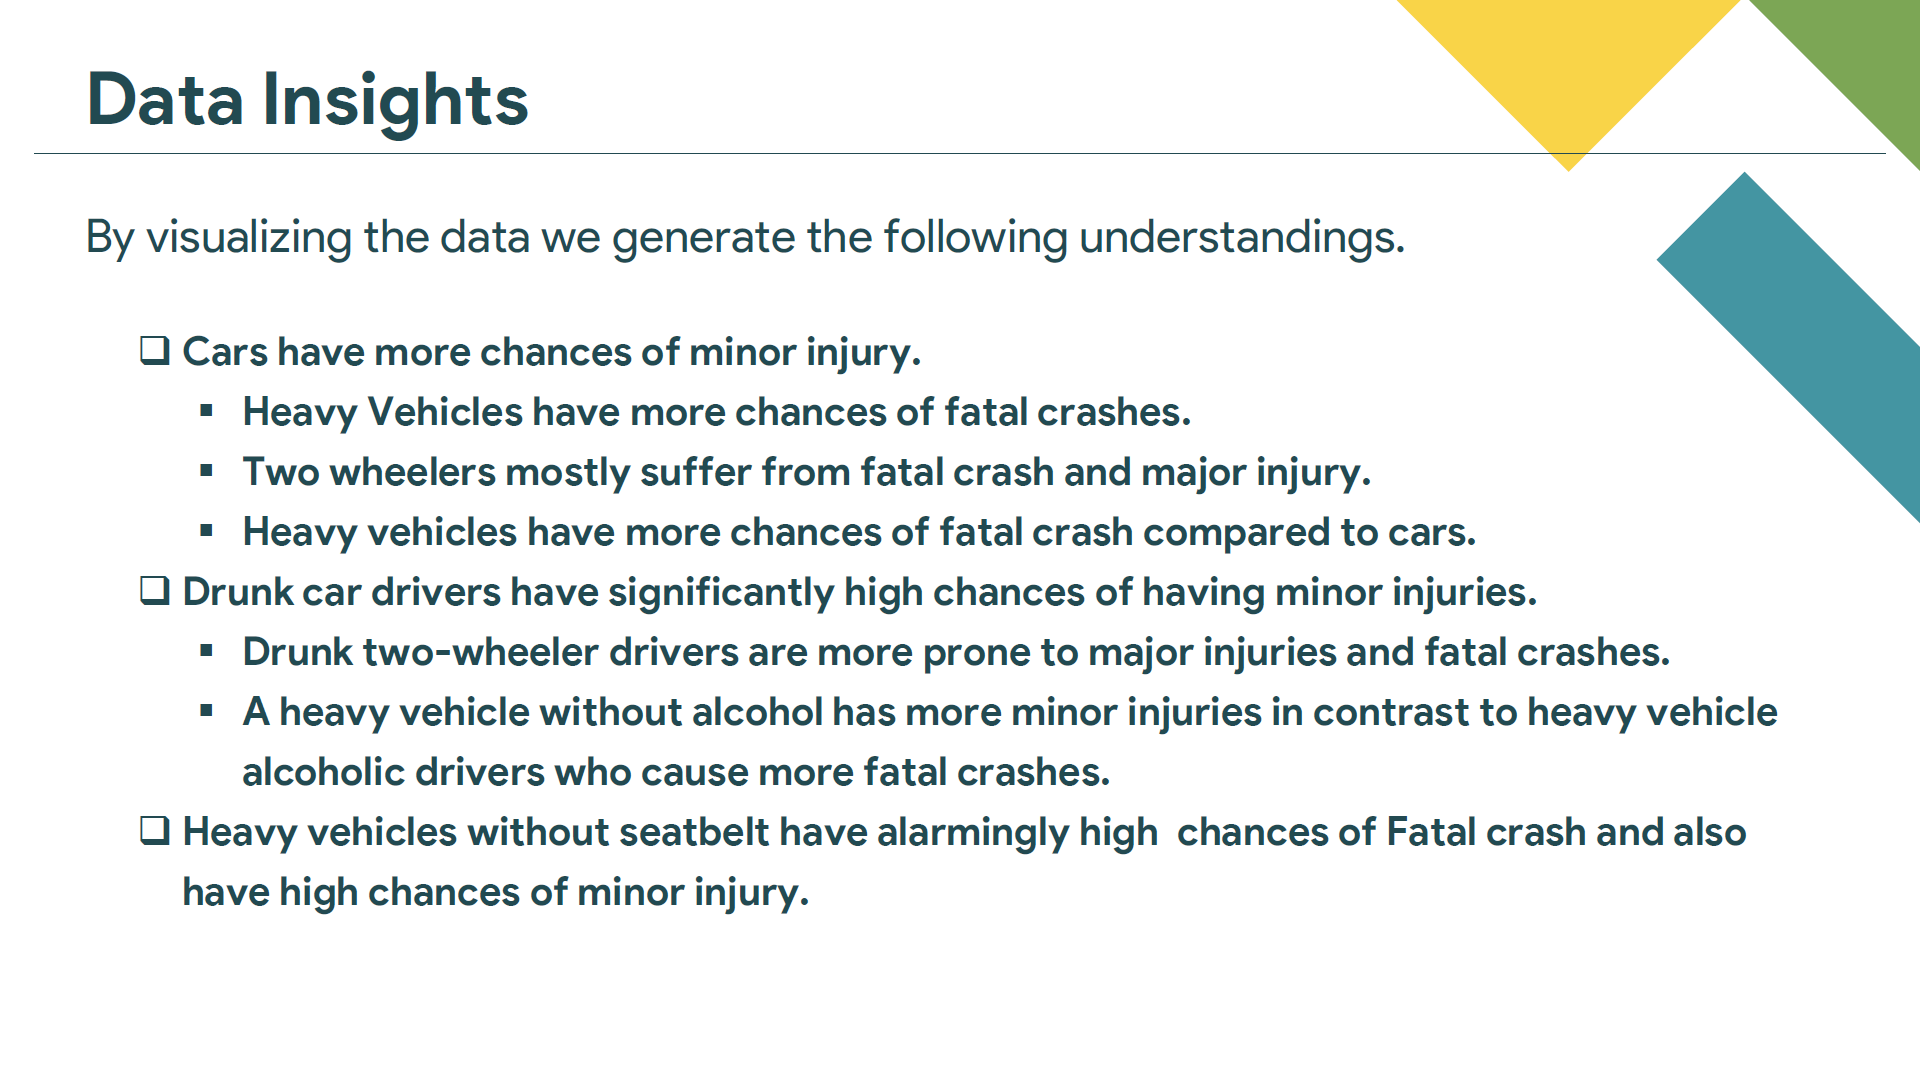 Data Insights
By visualizing the data we generate the following understandings.
❑ Cars have more chances of minor injury.
▪ Heavy Vehicles have more chances of fatal crashes.
▪ Two wheelers mostly suffer from fatal crash and major injury.
▪ Heavy vehicles have more chances of fatal crash compared to cars.
❑ Drunk car drivers have significantly high chances of having minor injuries.
▪ Drunk two-wheeler drivers are more prone to major injuries and fatal crashes.
▪ A heavy vehicle without alcohol has more minor injuries in contrast to heavy vehicle
alcoholic drivers who cause more fatal crashes.
❑ Heavy vehicles without seatbelt have alarmingly high  chances of Fatal crash and also
have high chances of minor injury.